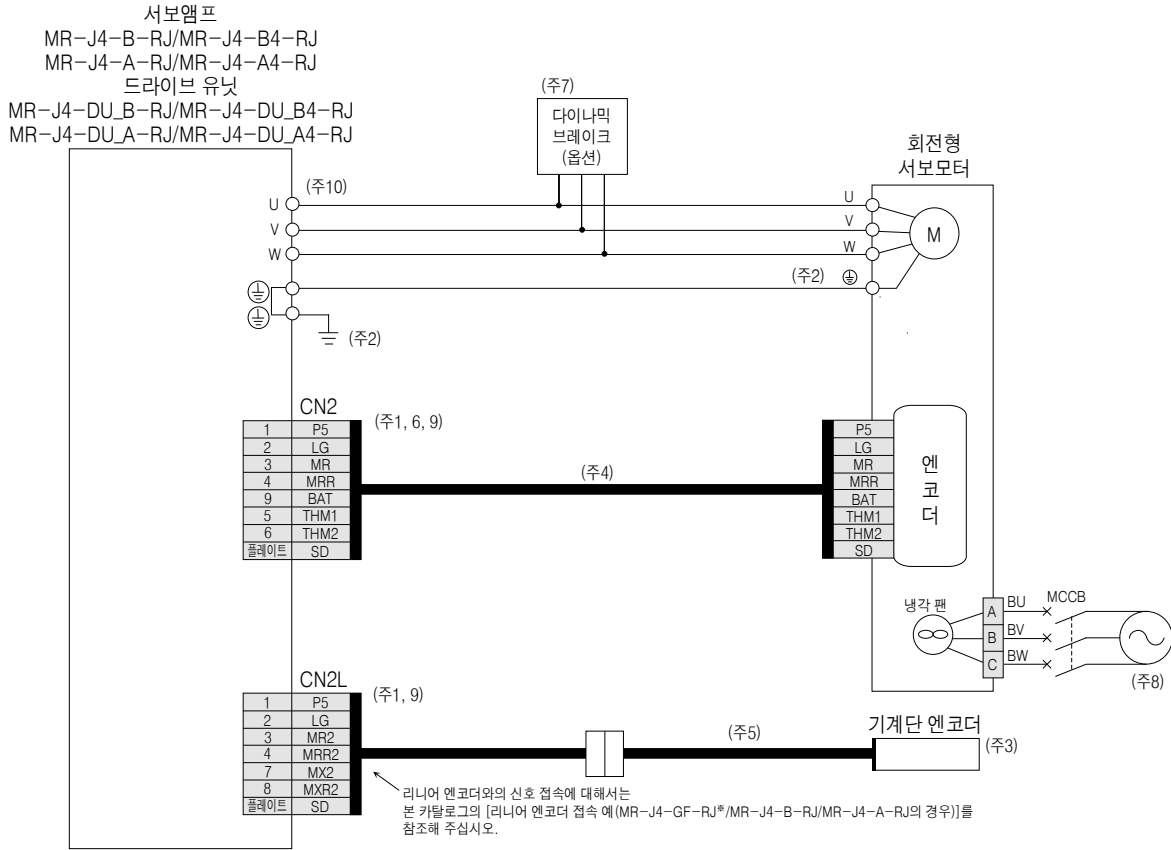 서보앰프
MR-J4-B-RJ/MR-J4-B4-RJ
MR-J4-A-RJ/MR-J4-A4-RJ
드라이브 유닛
MR-J4-DU_B-RJ/MR-J4-DU_B4-RJ
MR-J4-DU_A-RJ/MR-J4-DU_A4-RJ
(주7)
다이나믹
브레이크
(옵션)
회전형
서보모터
(주10)
U
V
W
U
V
W
M
(주2)
(주2)
CN2
(주1, 6, 9)
1 P5
2 LG
3 MR
4 MRR
9 BAT
5 THM1
6 THM2
플레이트 SD
(주4)
P5
LG
MR
MRR
BAT
THM1
THM2
SD
엔
코
더
냉각 팬
A BU MCCB
B BV
C BW
(주8)
CN2L
(주1, 9)
1 P5
2 LG
3 MR2
4 MRR2
7 MX2
8 MXR2
플레이트 SD
(주5)
기계단 엔코더
(주3)
리니어 엔코더와의 신호 접속에 대해서는
본 카탈로그의 [리니어 엔코더 접속 예(MR-J4-GF-RJ※/MR-J4-B-RJ/MR-J4-A-RJ의 경우)]를
참조해 주십시오.